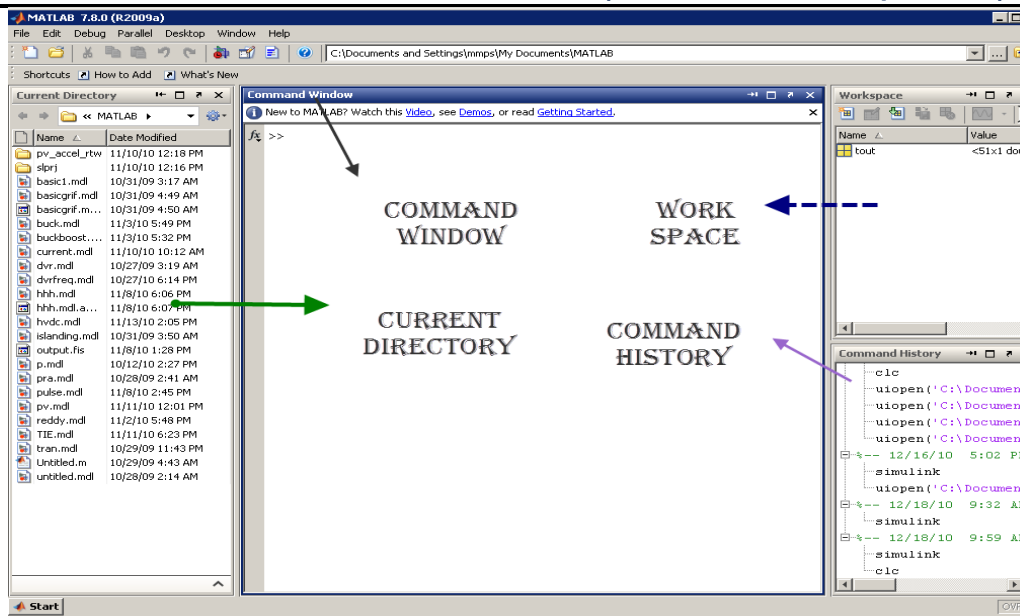 MATLAB 7.8.0 (R2009a)
File Edit Debug Parallel Desktop Window Help
C:\Documents and Settings\mmps\My Documents\MATLAB
Shortcuts How to Add What's New
Current Directory
« MATLAB
Name Date Modified
pv_accel_rtw 11/10/10 12:18 PM
slprj 11/10/10 12:16 PM
basic1.mdl 10/31/09 3:17 AM
basicgrif.mdl 10/31/09 4:49 AM
basicgrif.m... 10/31/09 4:50 AM
buck.mdl 11/3/10 5:49 PM
buckboost.... 11/3/10 5:32 PM
current.mdl 11/10/10 10:12 AM
dvr.mdl 10/27/09 3:19 AM
dvrfreq.mdl 10/27/10 6:14 PM
hhh.mdl 11/8/10 6:06 PM
hhh.mdl.a... 11/8/10 6:07 PM
hvdc.mdl 11/13/10 2:05 PM
islanding.mdl 10/31/09 3:50 AM
output.fis 11/8/10 1:28 PM
p.mdl 10/12/10 2:27 PM
pra.mdl 10/28/09 2:41 AM
pulse.mdl 11/8/10 2:45 PM
pv.mdl 11/11/10 12:01 PM
reddy.mdl 11/2/10 5:48 PM
TIE.mdl 11/11/10 6:23 PM
tran.mdl 10/29/09 11:43 PM
Untitled.m 10/29/09 4:43 AM
untitled.mdl 10/28/09 2:14 AM
Command Window
New to MATLAB? Watch this Video, see Demos, or read Getting Started.
fx >>
COMMAND
WINDOW
WORK
SPACE
CURRENT
DIRECTORY
COMMAND
HISTORY
Workspace
Name Value
tout <51x1 dou
Command History
clc
uiopen('C:\Documen
uiopen('C:\Documen
uiopen('C:\Documen
uiopen('C:\Documen
%-- 12/16/10 5:02 P
simulink
uiopen('C:\Documen
%-- 12/18/10 9:32 A
simulink
%-- 12/18/10 9:59 A
simulink
clc
Start
OVR